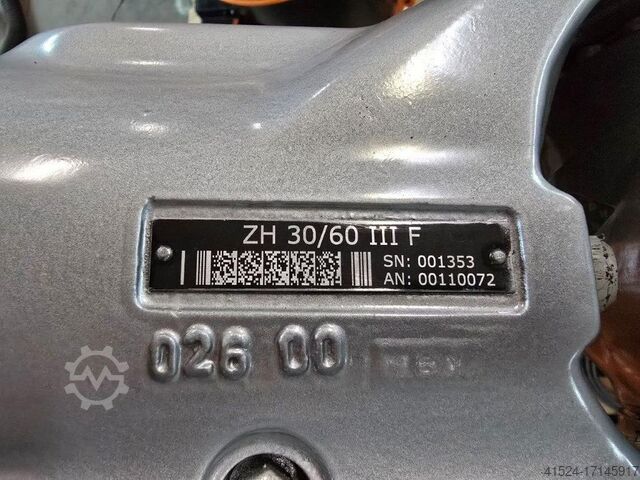 ZH 30/60 III F
SN: 001353
AN: 00110072
026 00
41524-17145917